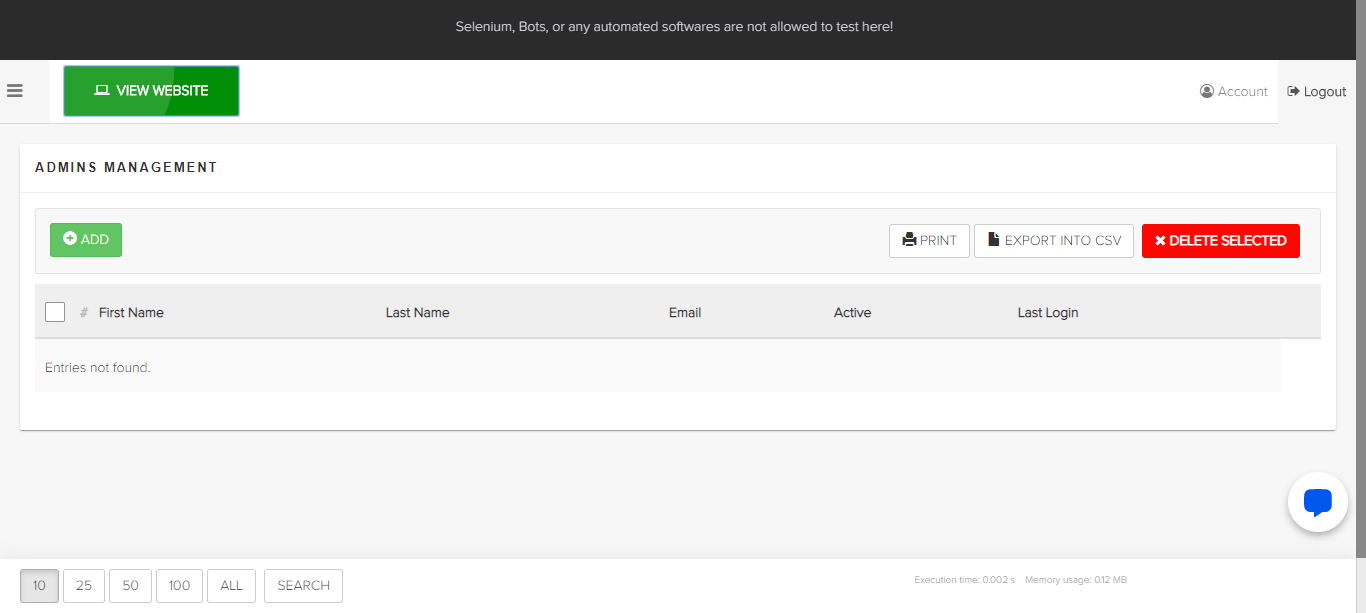 Selenium, Bots, or any automated softwares are not allowed to test here!
VIEW WEBSITE
Account
Logout
ADMINS MANAGEMENT
ADD
PRINT
EXPORT INTO CSV
DELETE SELECTED
# First Name Last Name Email Active Last Login
Entries not found.
10 25 50 100 ALL SEARCH
Execution time: 0.002 s Memory usage: 0.12 MB